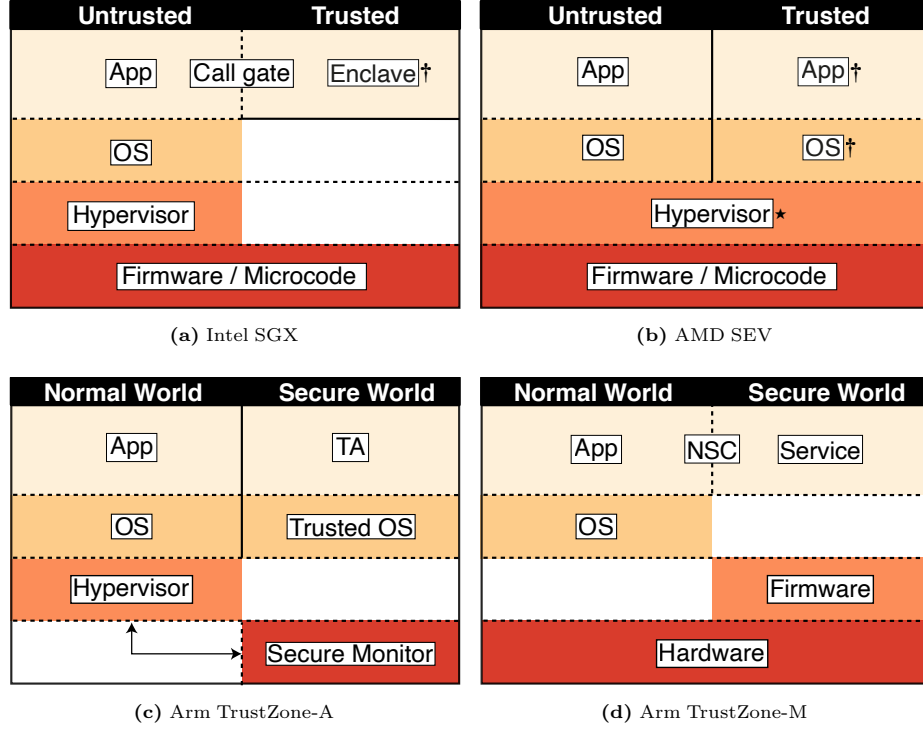 Untrusted Trusted
App Call gate Enclave†
OS
Hypervisor
Firmware / Microcode
(a) Intel SGX
Untrusted Trusted
App App†
OS OS†
Hypervisor★
Firmware / Microcode
(b) AMD SEV
Normal World Secure World
App TA
OS Trusted OS
Hypervisor
Secure Monitor
(c) Arm TrustZone-A
Normal World Secure World
App NSC Service
OS
Firmware
Hardware
(d) Arm TrustZone-M